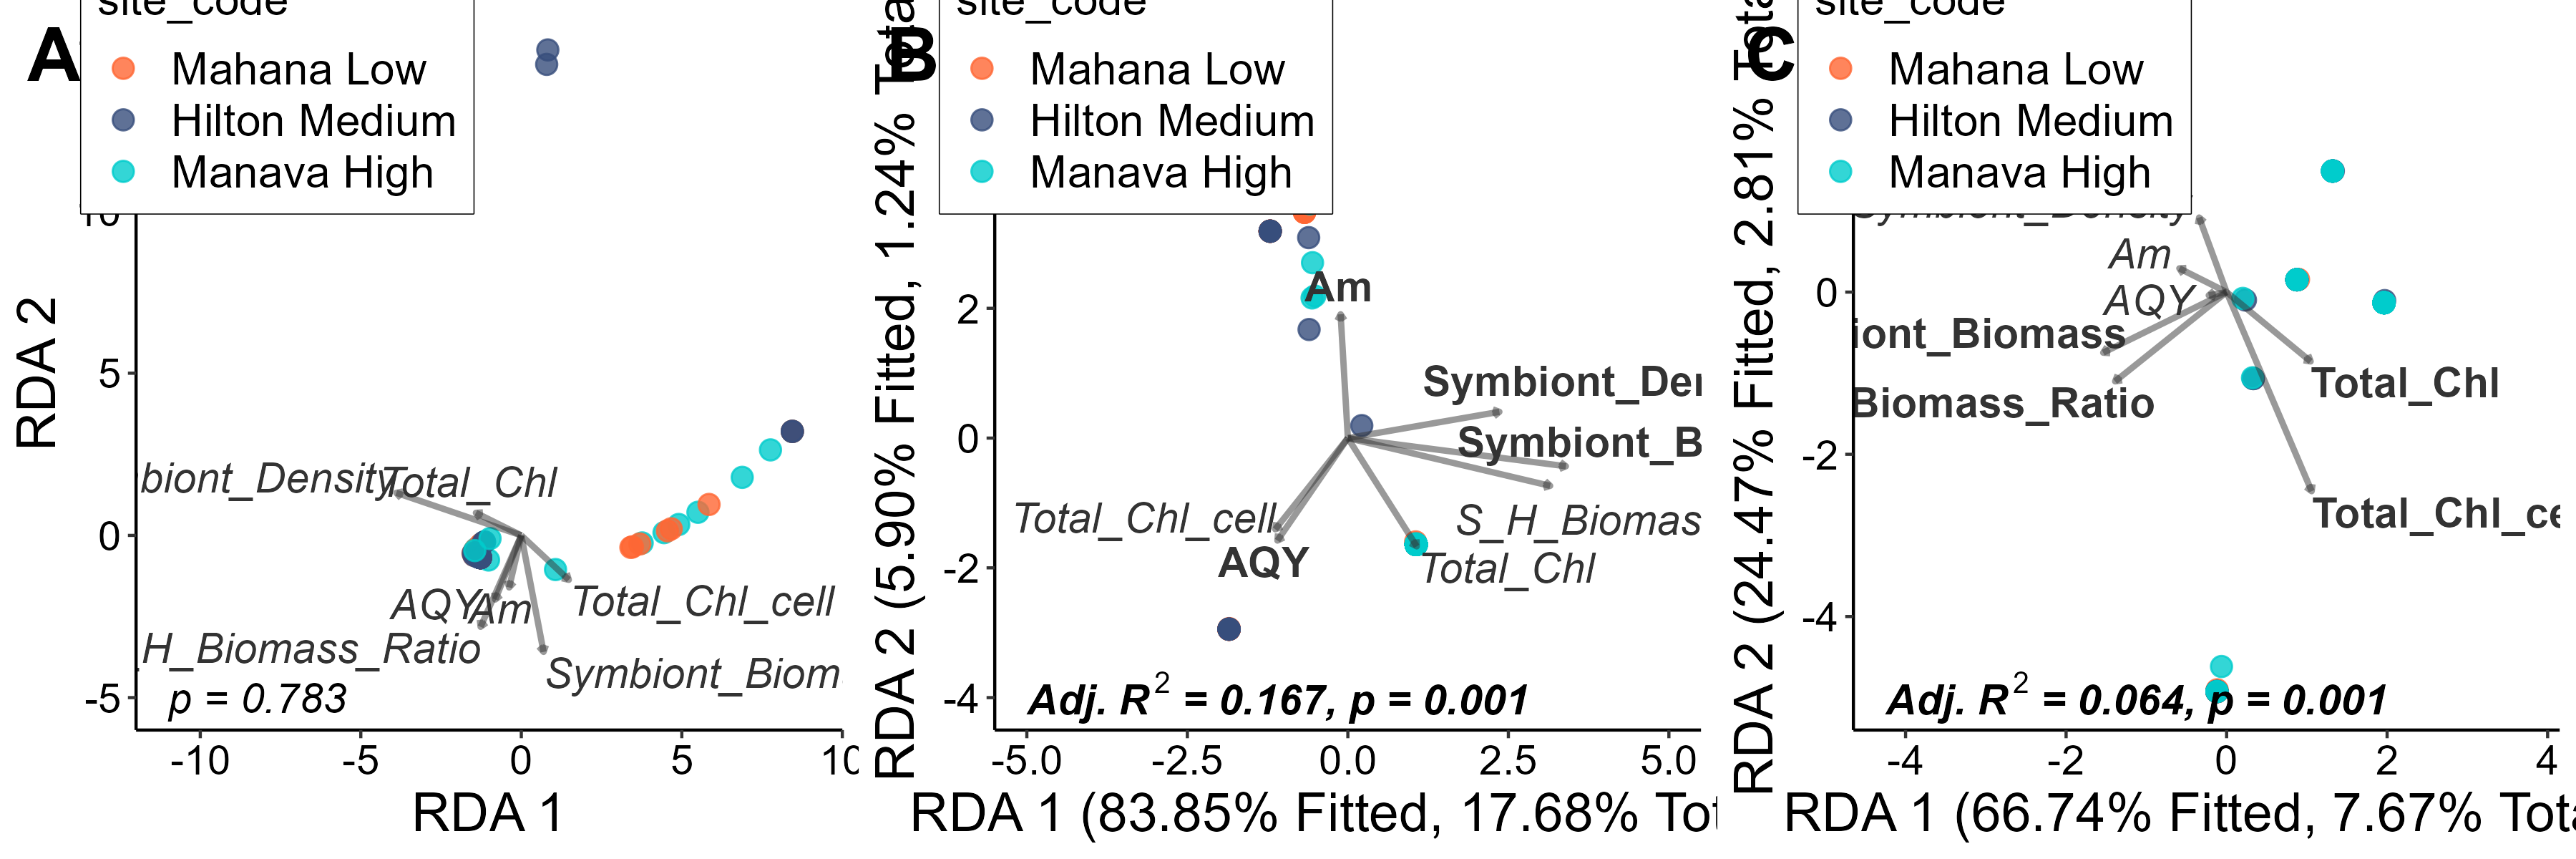 A
site_code
Mahana Low
Hilton Medium
Manava High
10
5
0
-5
RDA 2
biont_Density
Total_Chl
AQY
Am
Total_Chl_cell
H_Biomass_Ratio
Symbiont_Biom
p = 0.783
-10
-5
0
5
10
RDA 1
B
site_code
Mahana Low
Hilton Medium
Manava High
RDA 2 (5.90% Fitted, 1.24% Tota
2
0
-2
-4
Am
Symbiont_Der
Symbiont_B
Total_Chl_cell
S_H_Biomas
AQY
Total_Chl
Adj. R2 = 0.167, p = 0.001
-5.0
-2.5
0.0
2.5
5.0
RDA 1 (83.85% Fitted, 17.68% Tot
C
site_code
Mahana Low
Hilton Medium
Manava High
RDA 2 (24.47% Fitted, 2.81% Tota
0
-2
-4
Symbiont_Density
Am
AQY
iont_Biomass
Total_Chl
Biomass_Ratio
Total_Chl_ce
Adj. R2 = 0.064, p = 0.001
-4
-2
0
2
4
RDA 1 (66.74% Fitted, 7.67% Tota